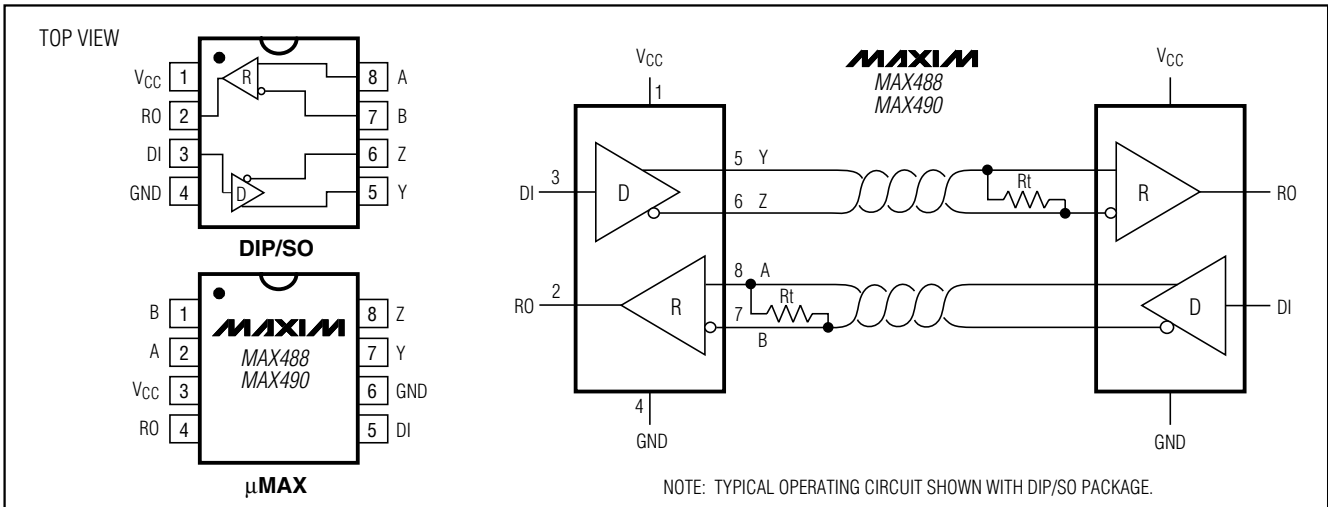 TOP VIEW
VCC 1
RO 2
DI 3
GND 4
8 A
7 B
6 Z
5 Y
R
D
DIP/SO
B 1
A 2
VCC 3
RO 4
8 Z
7 Y
6 GND
5 DI
MAXIM
MAX488
MAX490
µMAX
MAXIM
MAX488
MAX490
VCC
1
DI 3
D
5 Y
6 Z
Rt
RO 2
R
8 A
7
B
Rt
4
GND
VCC
R
RO
D
DI
GND
NOTE: TYPICAL OPERATING CIRCUIT SHOWN WITH DIP/SO PACKAGE.